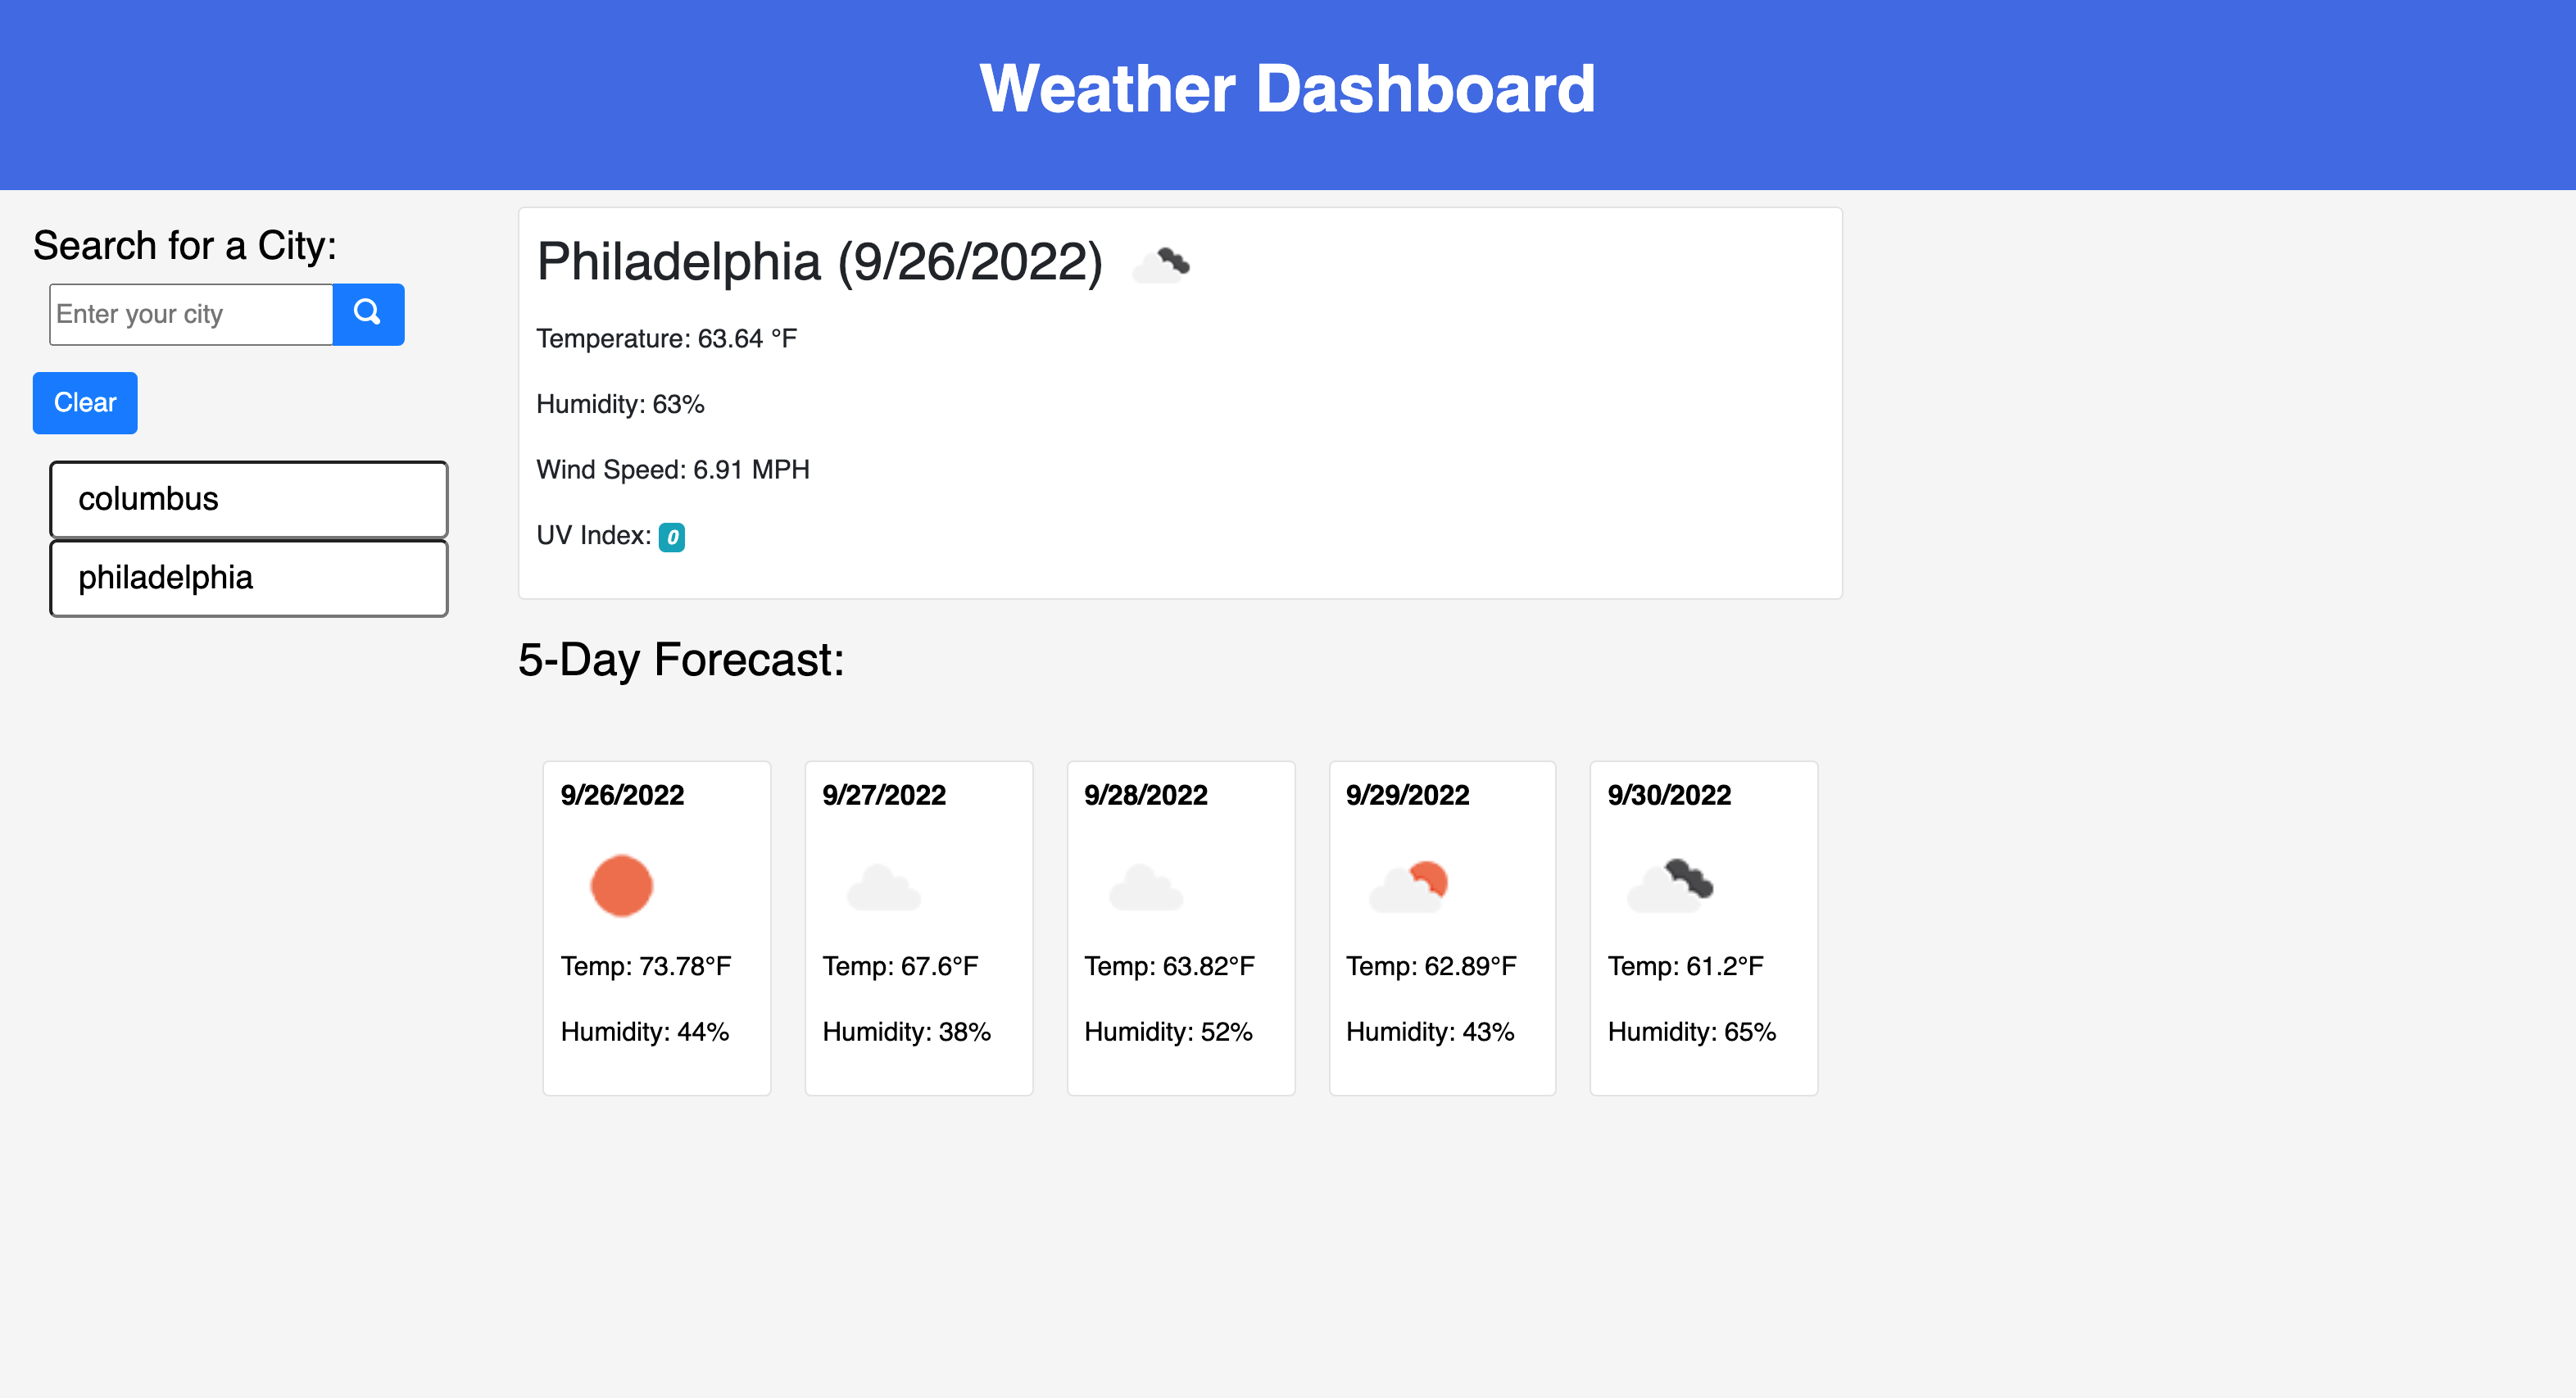 Weather Dashboard
Search for a City:
Enter your city
Clear
columbus
philadelphia
Philadelphia (9/26/2022)
Temperature: 63.64 °F
Humidity: 63%
Wind Speed: 6.91 MPH
UV Index: 0
5-Day Forecast:
9/26/2022
Temp: 73.78°F
Humidity: 44%
9/27/2022
Temp: 67.6°F
Humidity: 38%
9/28/2022
Temp: 63.82°F
Humidity: 52%
9/29/2022
Temp: 62.89°F
Humidity: 43%
9/30/2022
Temp: 61.2°F
Humidity: 65%